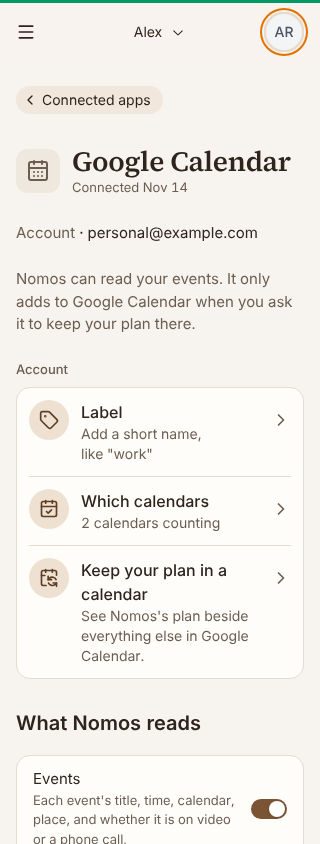 Alex
AR
Connected apps
Google Calendar
Connected Nov 14
Account · personal@example.com
Nomos can read your events. It only
adds to Google Calendar when you ask
it to keep your plan there.
Account
Label
Add a short name,
like "work"
Which calendars
2 calendars counting
Keep your plan in a
calendar
See Nomos's plan beside
everything else in Google
Calendar.
What Nomos reads
Events
Each event's title, time, calendar,
place, and whether it is on video
or a phone call.